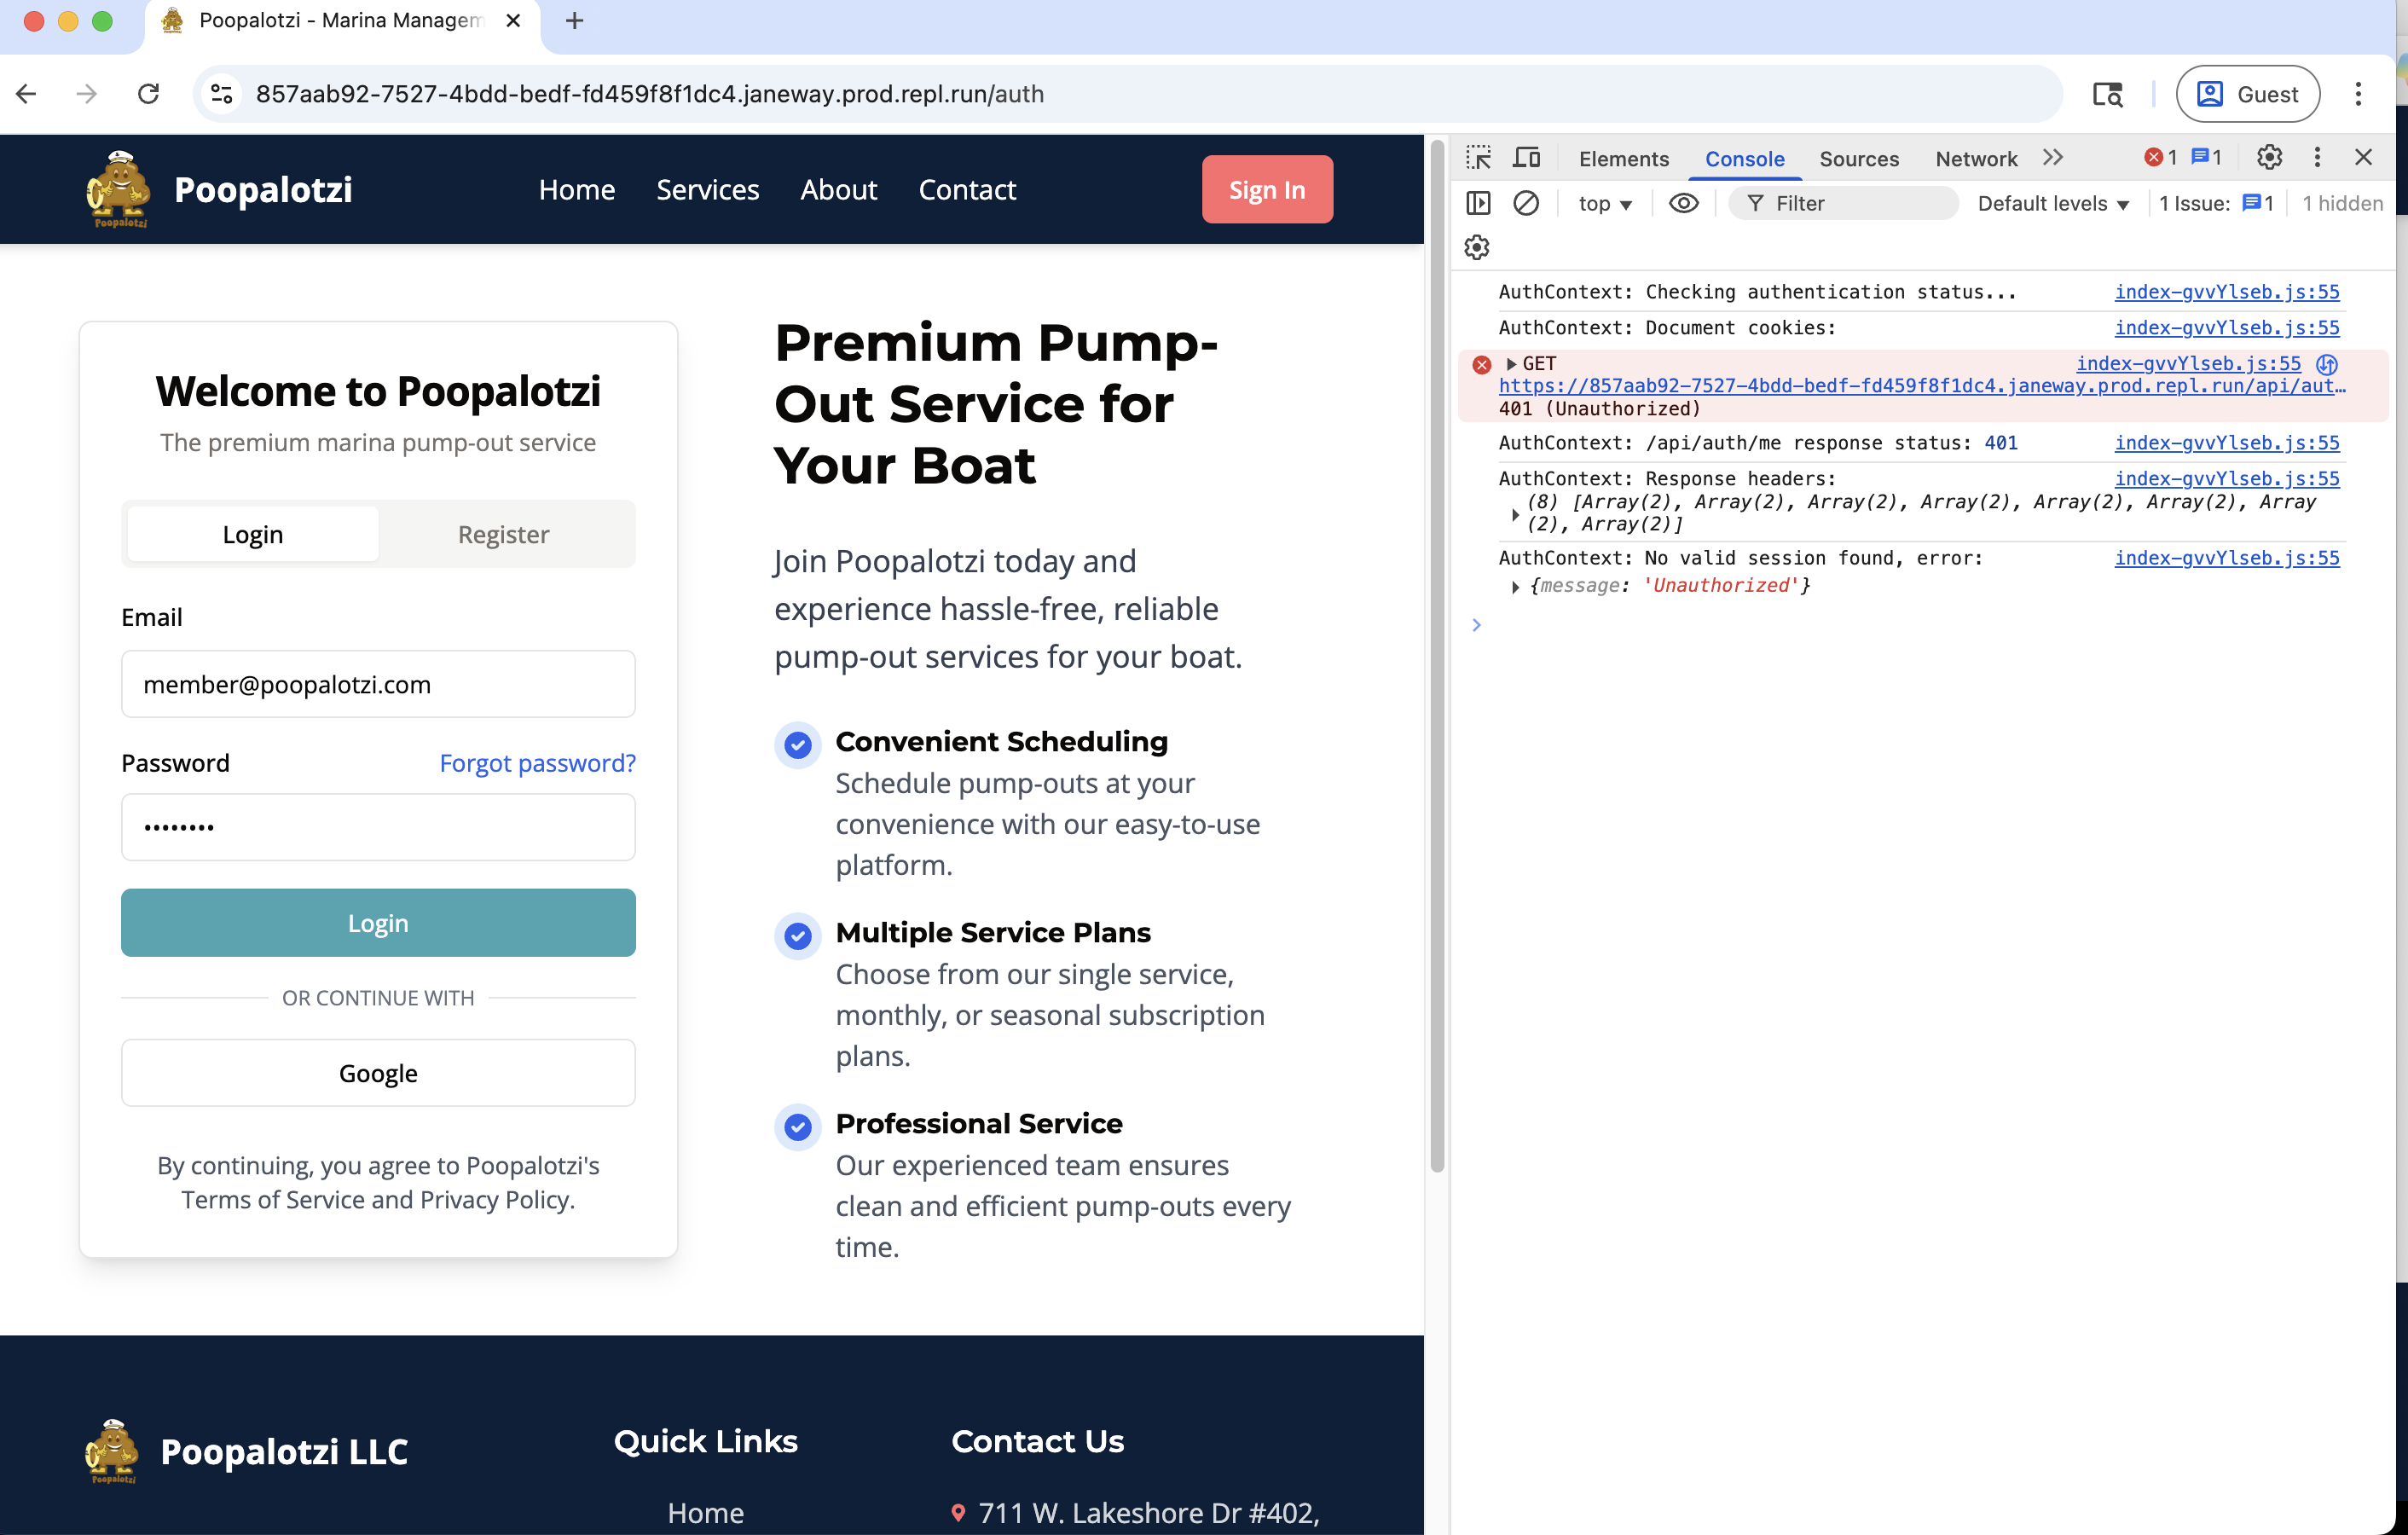 Poopalotzi - Marina Managem
857aab92-7527-4bdd-bedf-fd459f8f1dc4.janeway.prod.repl.run/auth
Guest
Poopalotzi
Poopalotzi
Home
Services
About
Contact
Sign In
Welcome to Poopalotzi
The premium marina pump-out service
Login
Register
Email
member@poopalotzi.com
Password
Forgot password?
••••••••
Login
OR CONTINUE WITH
Google
By continuing, you agree to Poopalotzi's
Terms of Service and Privacy Policy.
Premium Pump-
Out Service for
Your Boat
Join Poopalotzi today and
experience hassle-free, reliable
pump-out services for your boat.
Convenient Scheduling
Schedule pump-outs at your
convenience with our easy-to-use
platform.
Multiple Service Plans
Choose from our single service,
monthly, or seasonal subscription
plans.
Professional Service
Our experienced team ensures
clean and efficient pump-outs every
time.
Poopalotzi
Poopalotzi LLC
Quick Links
Home
Contact Us
711 W. Lakeshore Dr #402,
Elements
Console
Sources
Network
1
1
top
Filter
Default levels
1 Issue: 1
1 hidden
AuthContext: Checking authentication status... index-gvvYlseb.js:55
AuthContext: Document cookies: index-gvvYlseb.js:55
GET index-gvvYlseb.js:55
https://857aab92-7527-4bdd-bedf-fd459f8f1dc4.janeway.prod.repl.run/api/aut…
401 (Unauthorized)
AuthContext: /api/auth/me response status: 401 index-gvvYlseb.js:55
AuthContext: Response headers: index-gvvYlseb.js:55
(8) [Array(2), Array(2), Array(2), Array(2), Array(2), Array(2), Array
(2), Array(2)]
AuthContext: No valid session found, error: index-gvvYlseb.js:55
{message: 'Unauthorized'}